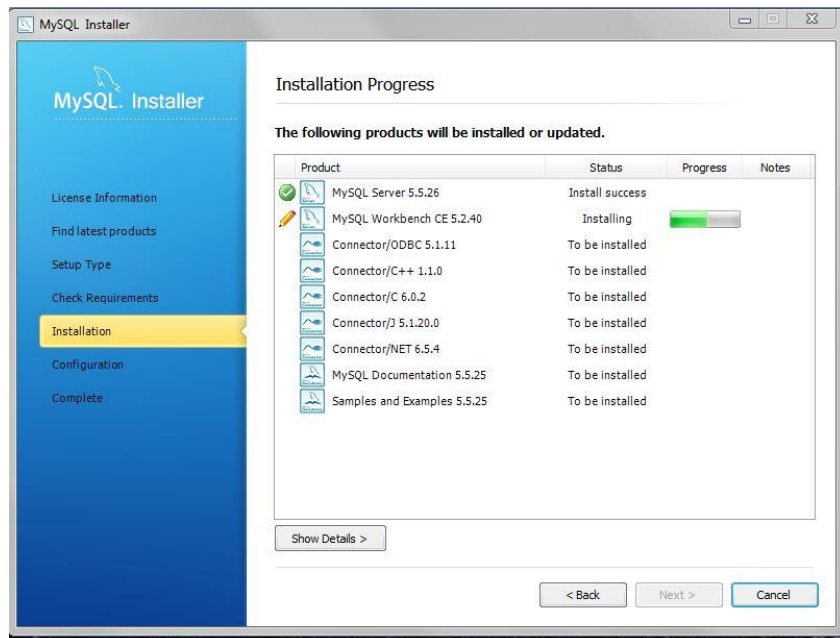 MySQL Installer
MySQL. Installer
License Information
Find latest products
Setup Type
Check Requirements
Installation
Configuration
Complete
Installation Progress
The following products will be installed or updated.
Product Status Progress Notes
MySQL Server 5.5.26 Install success
MySQL Workbench CE 5.2.40 Installing
Connector/ODBC 5.1.11 To be installed
Connector/C++ 1.1.0 To be installed
Connector/C 6.0.2 To be installed
Connector/J 5.1.20.0 To be installed
Connector/NET 6.5.4 To be installed
MySQL Documentation 5.5.25 To be installed
Samples and Examples 5.5.25 To be installed
Show Details >
< Back Next > Cancel